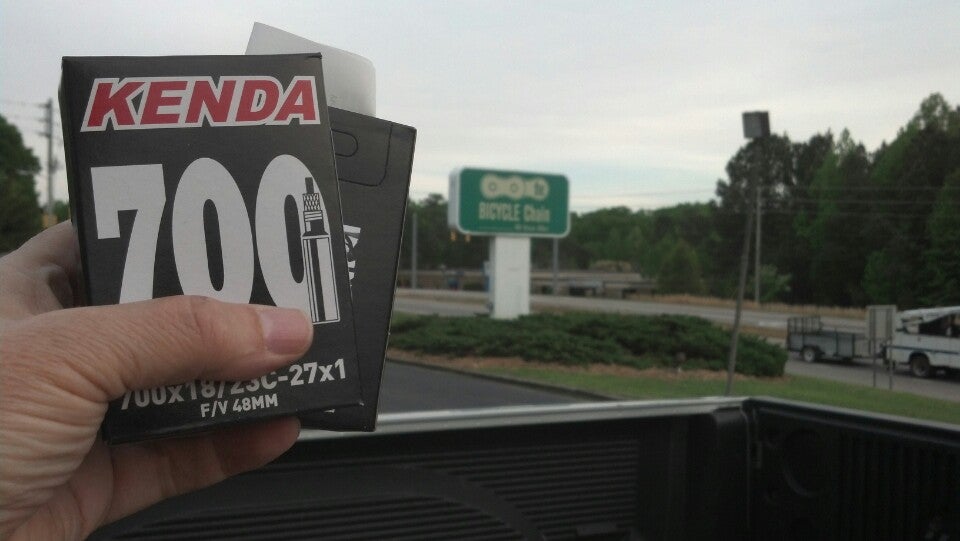 KENDA
700
700x18/23C-27x1
F/V 48MM
BICYCLE Chain